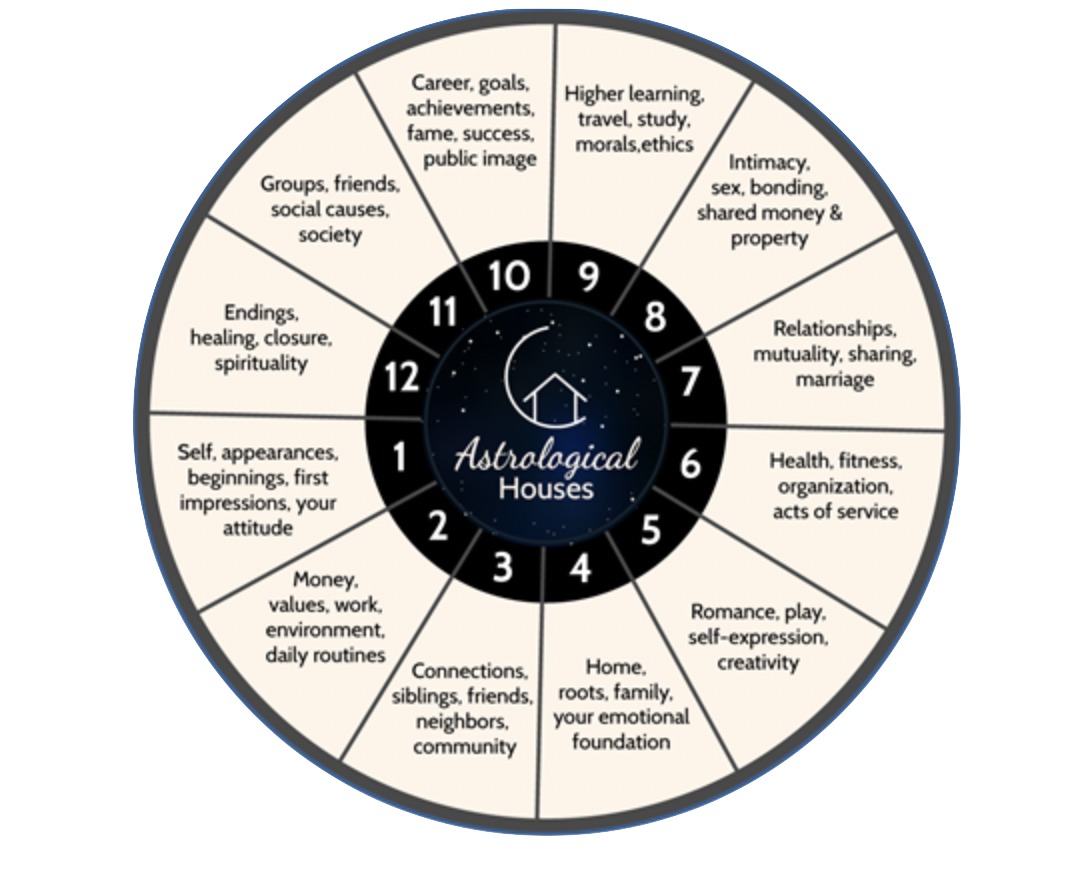 Career, goals,
achievements,
fame, success,
public image
Higher learning,
travel, study,
morals,ethics
Intimacy,
sex, bonding,
shared money &
property
Relationships,
mutuality, sharing,
marriage
Health, fitness,
organization,
acts of service
Romance, play,
self-expression,
creativity
Home,
roots, family,
your emotional
foundation
Connections,
siblings, friends,
neighbors,
community
Money,
values, work,
environment,
daily routines
Self, appearances,
beginnings, first
impressions, your
attitude
Endings,
healing, closure,
spirituality
Groups, friends,
social causes,
society
10
9
8
7
6
5
4
3
2
1
12
11
Astrological
Houses